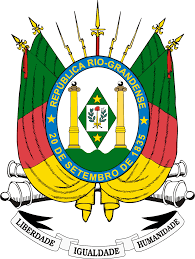 REPÚBLICA RIO-GRANDENSE
20 DE SETEMBRO DE 1835
LIBERDADE IGUALDADE HUMANIDADE